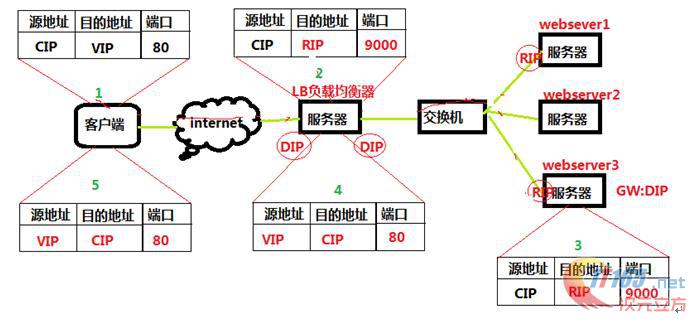 源地址 目的地址 端口
CIP VIP 80
源地址 目的地址 端口
CIP RIP 9000
websever1
RIP
服务器
1
2
LB负载均衡器
客户端
internet
服务器
交换机
webserver2
服务器
DIP
DIP
webserver3
RIP
服务器
GW:DIP
5
源地址 目的地址 端口
VIP CIP 80
4
源地址 目的地址 端口
VIP CIP 80
3
源地址 目的地址 端口
CIP RIP 9000
.net
次元立方